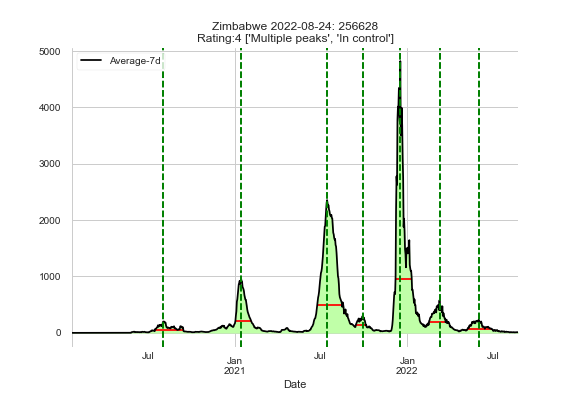 Zimbabwe 2022-08-24: 256628
Rating:4 ['Multiple peaks', 'In control']
Average-7d
5000
4000
3000
2000
1000
0
Jul
Jan
2021
Jul
Jan
2022
Jul
Date